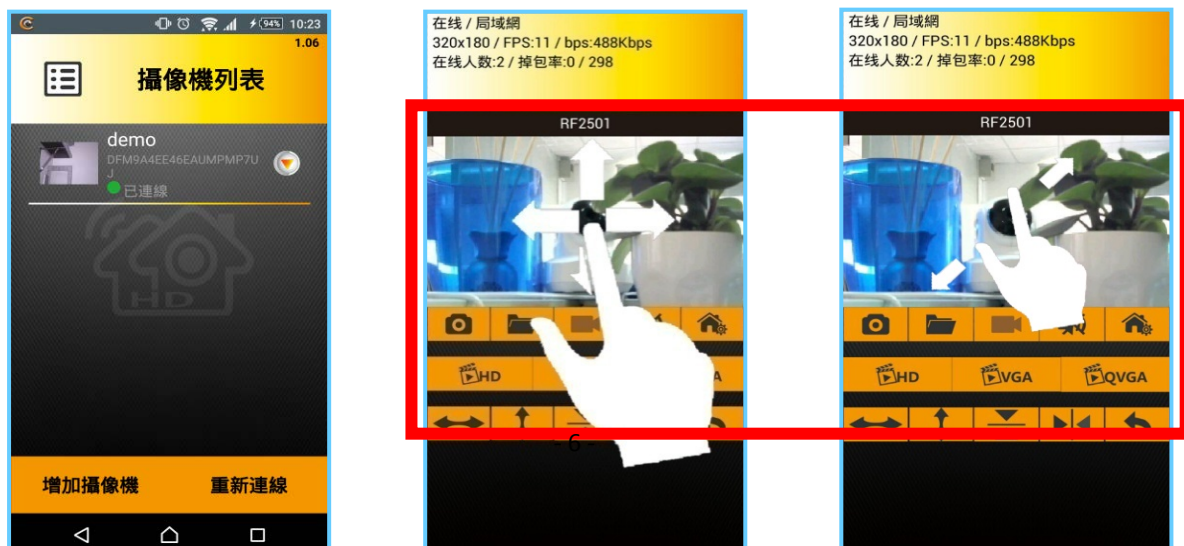 94% 10:23
1.06
攝像機列表
demo
DFM9A4EE46EAUMPMP7U
J
已連線
HD
增加攝像機
重新連線
在线 / 局域網
320x180 / FPS:11 / bps:488Kbps
在线人数:2 / 掉包率:0 / 298
RF2501
HD
A
- 6 -
在线 / 局域網
320x180 / FPS:11 / bps:488Kbps
在线人数:2 / 掉包率:0 / 298
RF2501
HD
VGA
QVGA